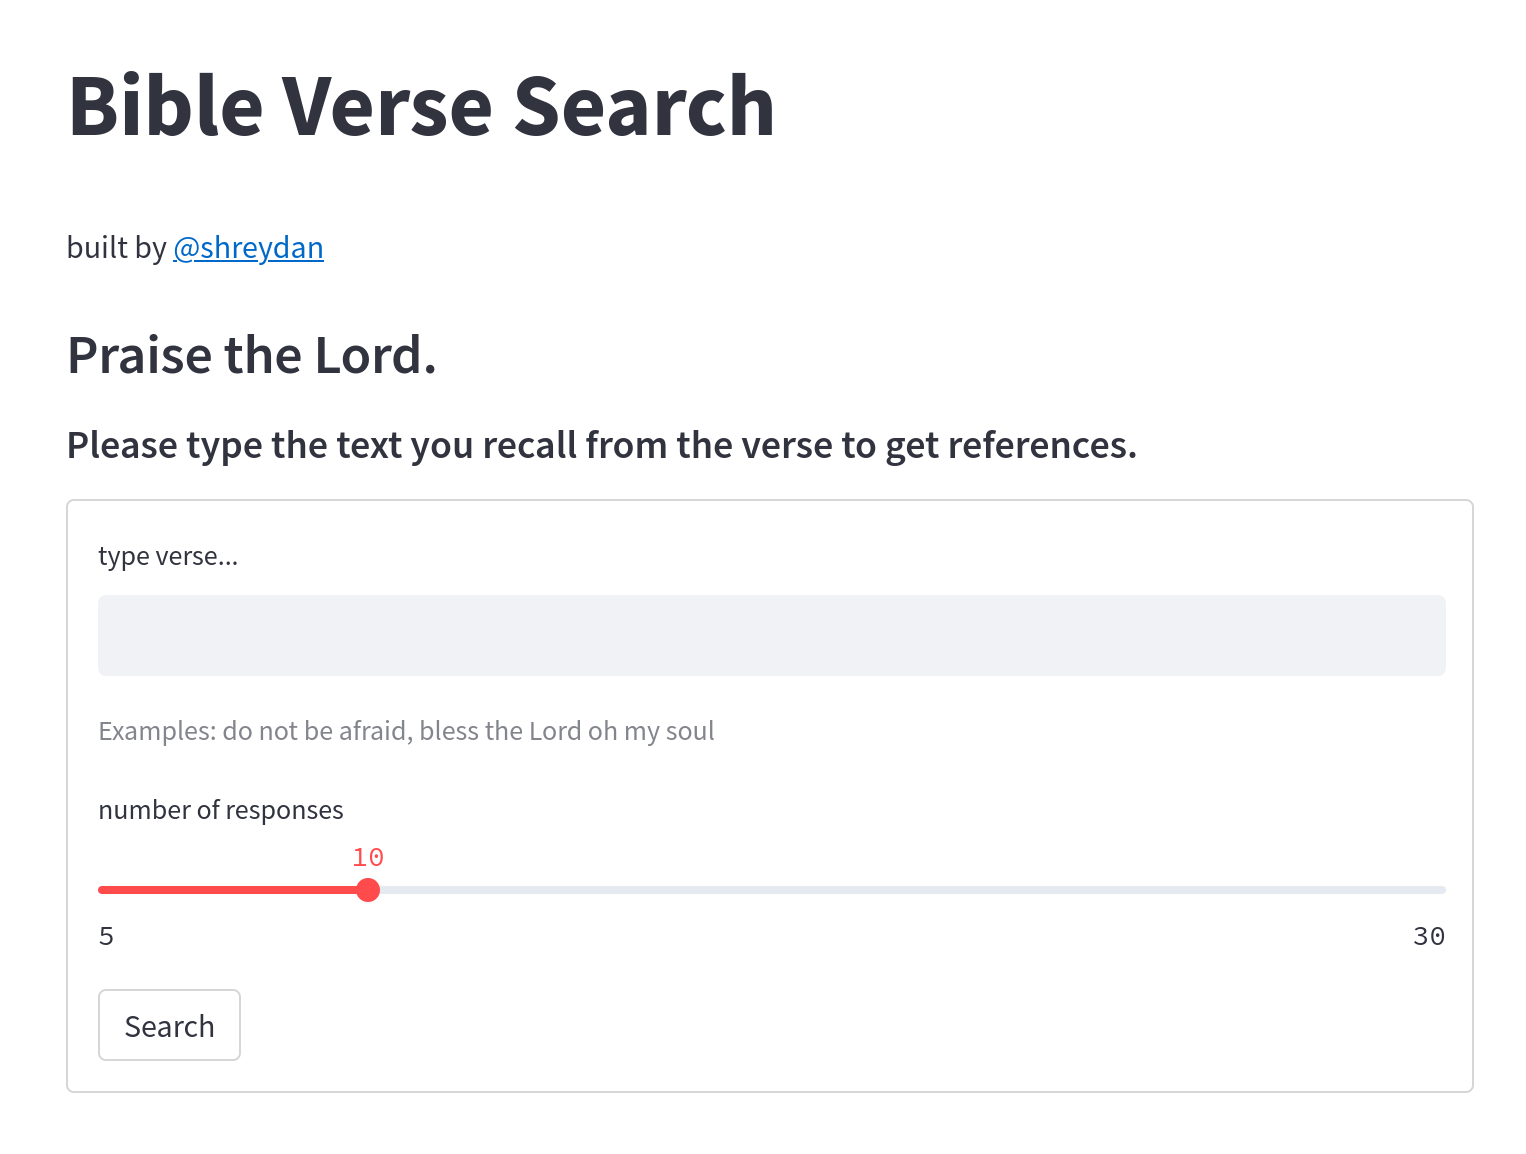 Bible Verse Search
built by @shreydan
Praise the Lord.
Please type the text you recall from the verse to get references.
type verse...
Examples: do not be afraid, bless the Lord oh my soul
number of responses
10
5 30
Search